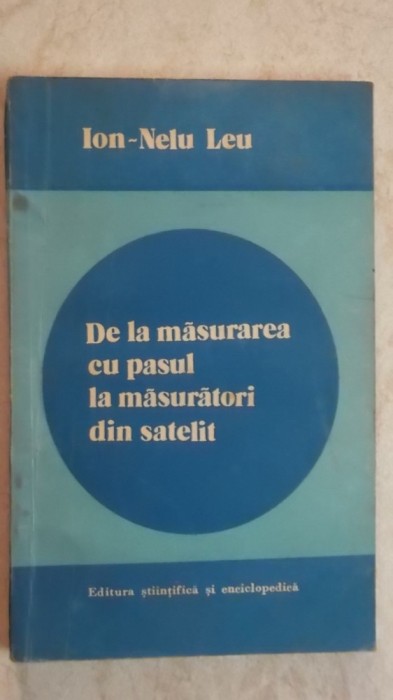 Ion-Nelu Leu
De la măsurarea
cu pasul
la măsurători
din satelit
Editura științifică și enciclopedică